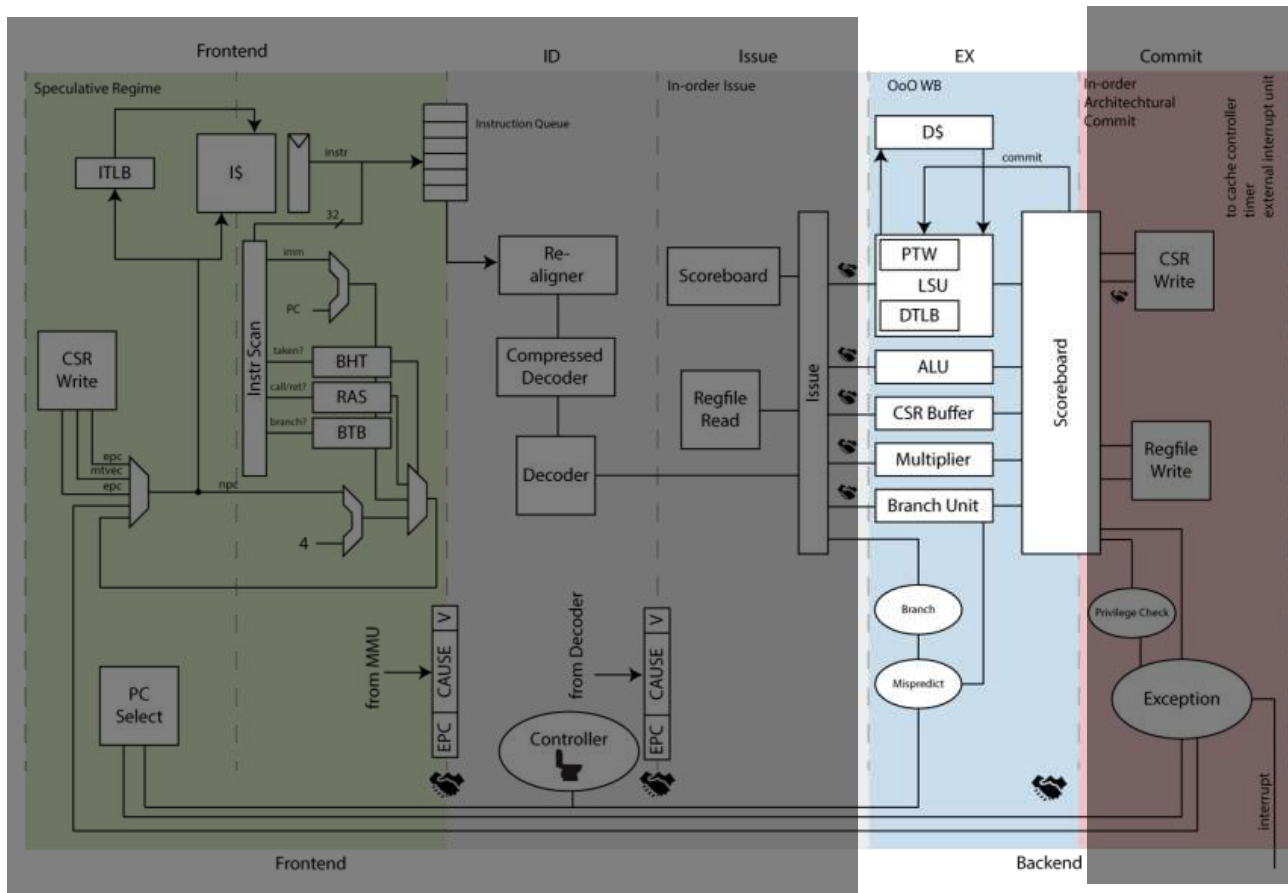 Frontend
ID
Issue
EX
Commit
Speculative Regime
In-order Issue
OoO WB
In-order
Architechtural
Commit
to cache controller
timer
external interrupt unit
Instruction Queue
D$
commit
ITLB
I$
instr
32
Instr Scan
imm
PC
Re-
aligner
Scoreboard
PTW
LSU
DTLB
CSR
Write
CSR
Write
taken?
BHT
call/ret?
RAS
branch?
BTB
Compressed
Decoder
Regfile
Read
Issue
ALU
CSR Buffer
Multiplier
Branch Unit
Scoreboard
Regfile
Write
Decoder
epc
mtvec
epc
npc
4
from MMU
EPC CAUSE V
from Decoder
EPC CAUSE V
Branch
Mispredict
Privilege Check
Exception
PC
Select
Controller
interrupt
Frontend
Backend